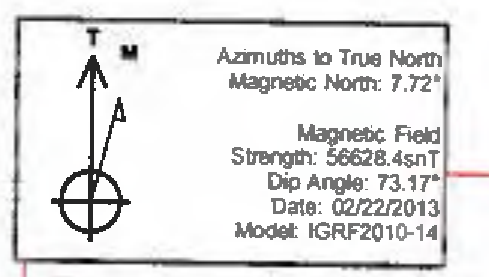 T M
Azimuths to True North
Magnetic North: 7.72°
Magnetic Field
Strength: 56628.4snT
Dip Angle: 73.17°
Date: 02/22/2013
Model: IGRF2010-14